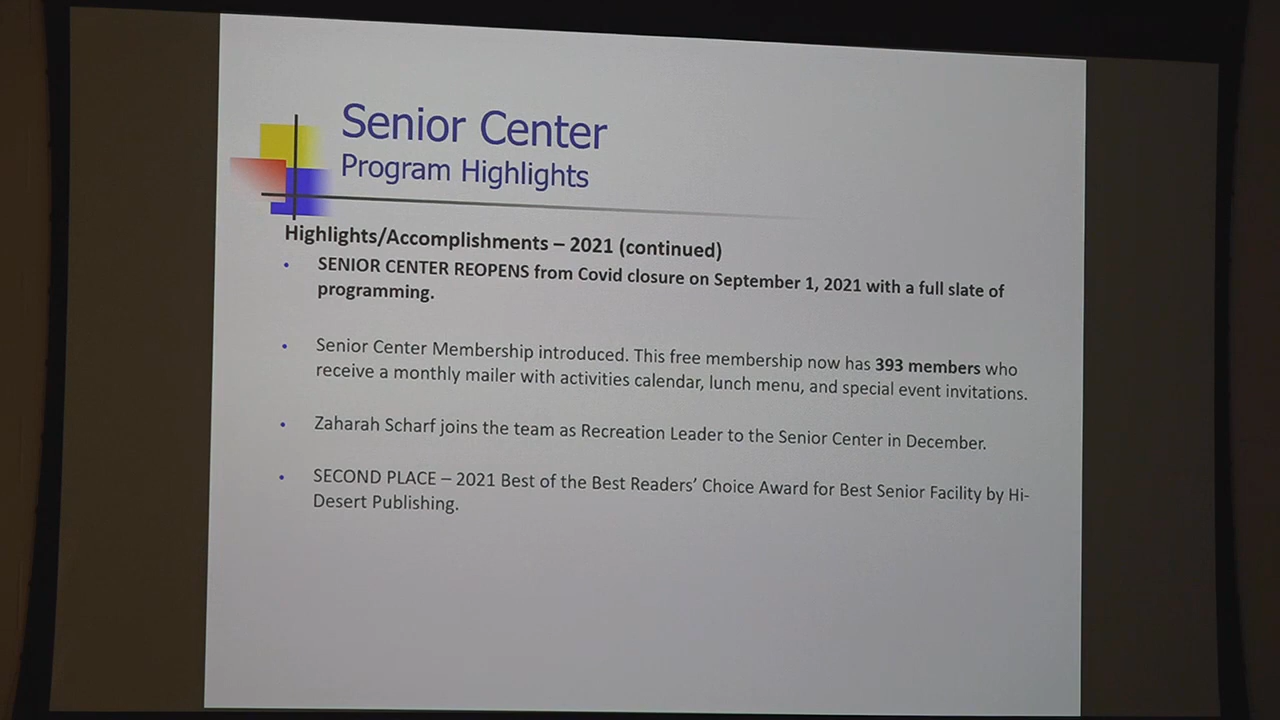 Senior Center
Program Highlights
Highlights/Accomplishments – 2021 (continued)
• SENIOR CENTER REOPENS from Covid closure on September 1, 2021 with a full slate of
programming.
• Senior Center Membership introduced. This free membership now has 393 members who
receive a monthly mailer with activities calendar, lunch menu, and special event invitations.
• Zaharah Scharf joins the team as Recreation Leader to the Senior Center in December.
• SECOND PLACE – 2021 Best of the Best Readers’ Choice Award for Best Senior Facility by Hi-
Desert Publishing.